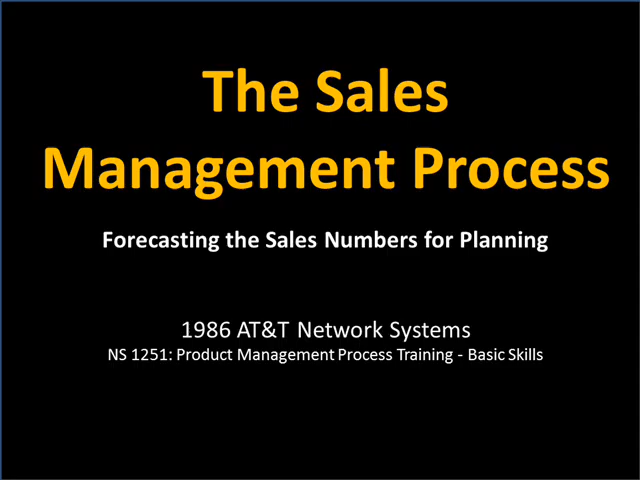 The Sales
Management Process
Forecasting the Sales Numbers for Planning
1986 AT&T Network Systems
NS 1251: Product Management Process Training - Basic Skills